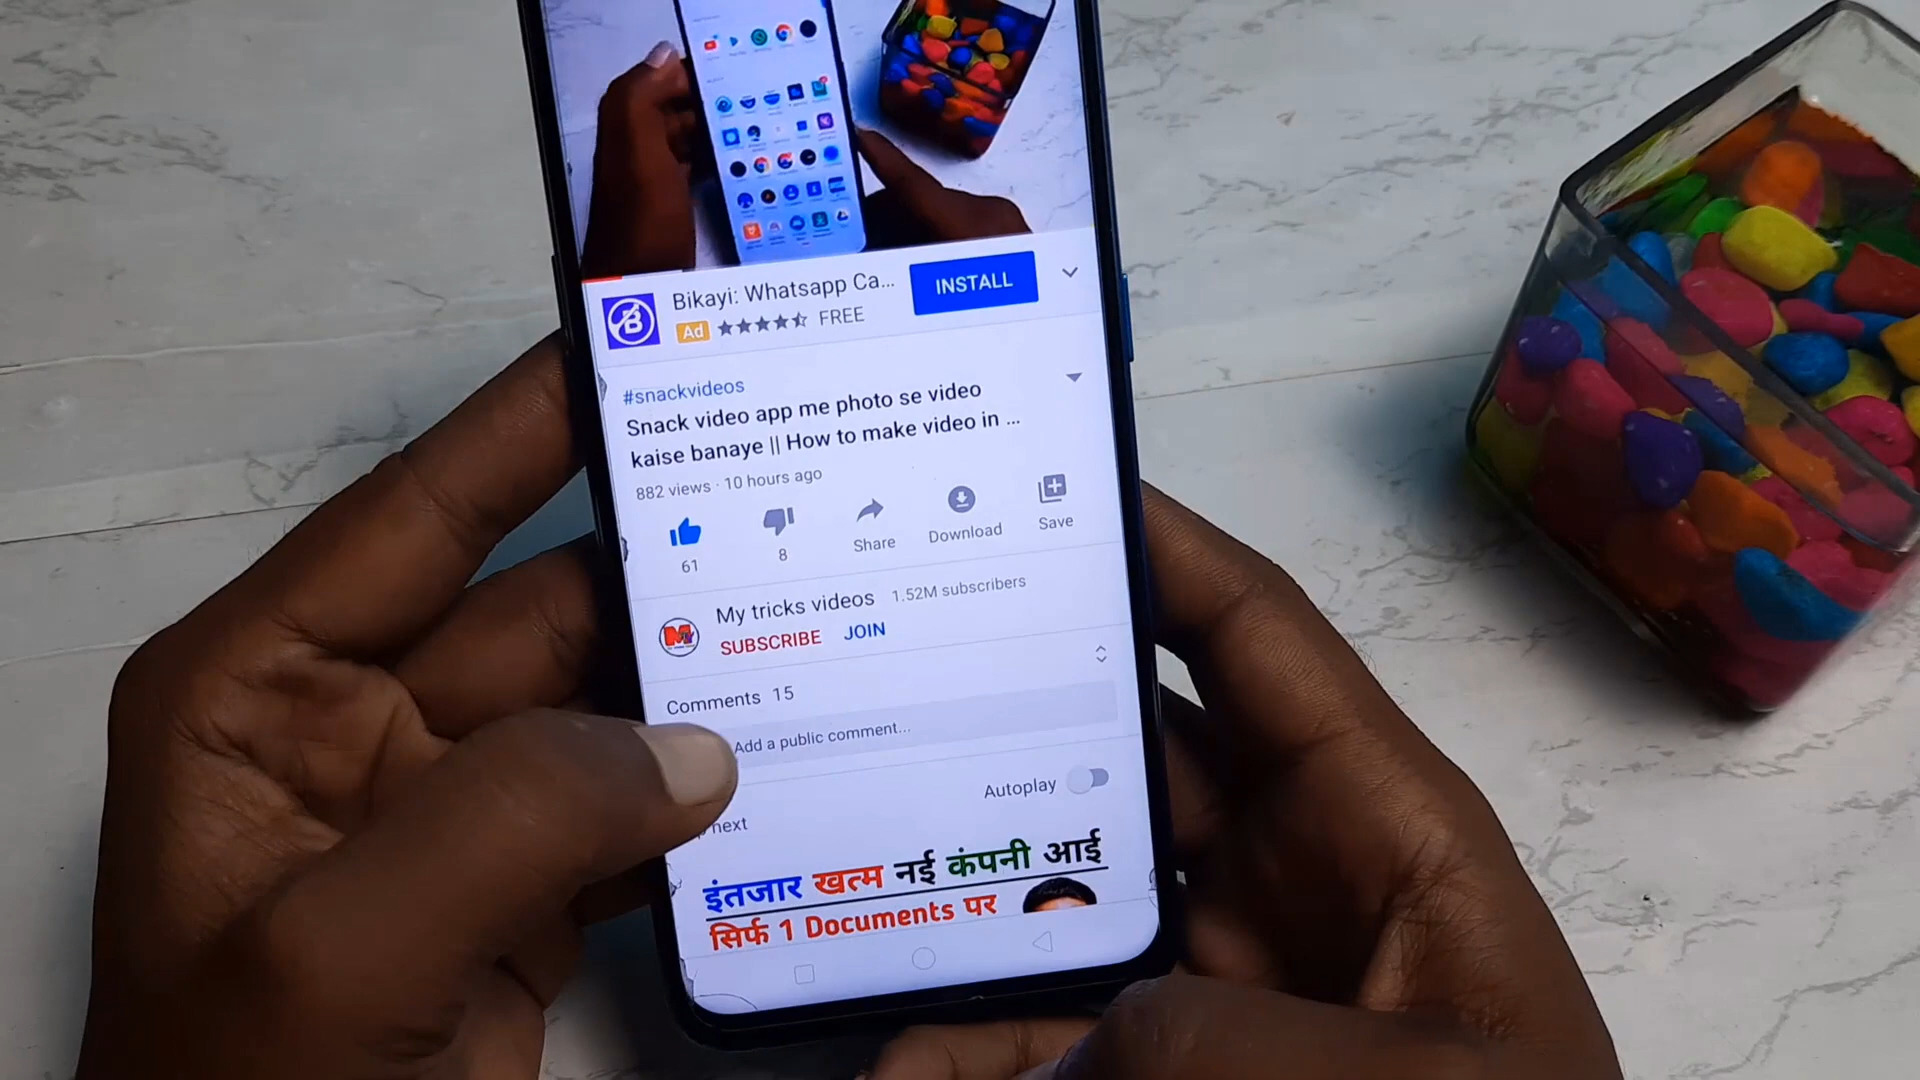 Bikayi: Whatsapp Ca...
INSTALL
Ad FREE
#snackvideos
Snack video app me photo se video
kaise banaye || How to make video in ...
882 views · 10 hours ago
61
8
Share
Download
Save
My tricks videos 1.52M subscribers
SUBSCRIBE JOIN
Comments 15
Add a public comment...
Autoplay
next
इंतजार खत्म नई कंपनी आई
सिर्फ 1 Documents पर